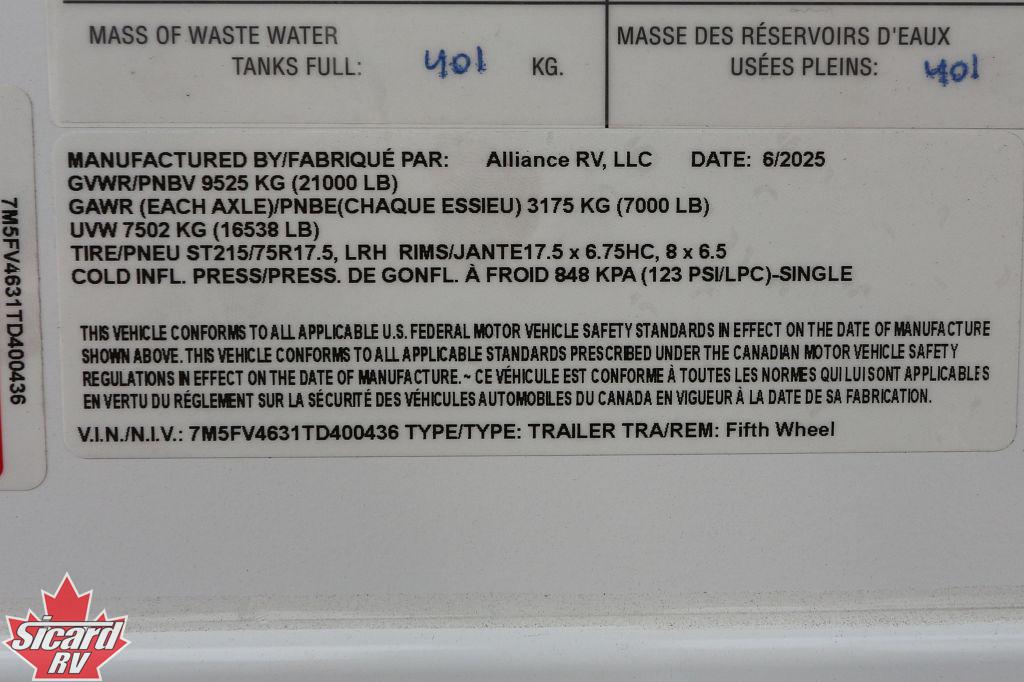 MASS OF WASTE WATER
TANKS FULL: 401 KG.
MASSE DES RÉSERVOIRS D'EAUX
USÉES PLEINS: 401
MANUFACTURED BY/FABRIQUÉ PAR: Alliance RV, LLC DATE: 6/2025
GVWR/PNBV 9525 KG (21000 LB)
GAWR (EACH AXLE)/PNBE(CHAQUE ESSIEU) 3175 KG (7000 LB)
UVW 7502 KG (16538 LB)
TIRE/PNEU ST215/75R17.5, LRH RIMS/JANTE17.5 x 6.75HC, 8 x 6.5
COLD INFL. PRESS/PRESS. DE GONFL. À FROID 848 KPA (123 PSI/LPC)-SINGLE
THIS VEHICLE CONFORMS TO ALL APPLICABLE U.S. FEDERAL MOTOR VEHICLE SAFETY STANDARDS IN EFFECT ON THE DATE OF MANUFACTURE
SHOWN ABOVE. THIS VEHICLE CONFORMS TO ALL APPLICABLE STANDARDS PRESCRIBED UNDER THE CANADIAN MOTOR VEHICLE SAFETY
REGULATIONS IN EFFECT ON THE DATE OF MANUFACTURE. ~ CE VÉHICULE EST CONFORME À TOUTES LES NORMES QUI LUI SONT APPLICABLES
EN VERTU DU RÉGLEMENT SUR LA SÉCURITÉ DES VÉHICULES AUTOMOBILES DU CANADA EN VIGUEUR À LA DATE DE SA FABRICATION.
V.I.N./N.I.V.: 7M5FV4631TD400436 TYPE/TYPE: TRAILER TRA/REM: Fifth Wheel
7M5FV4631TD400436
Sicard
RV